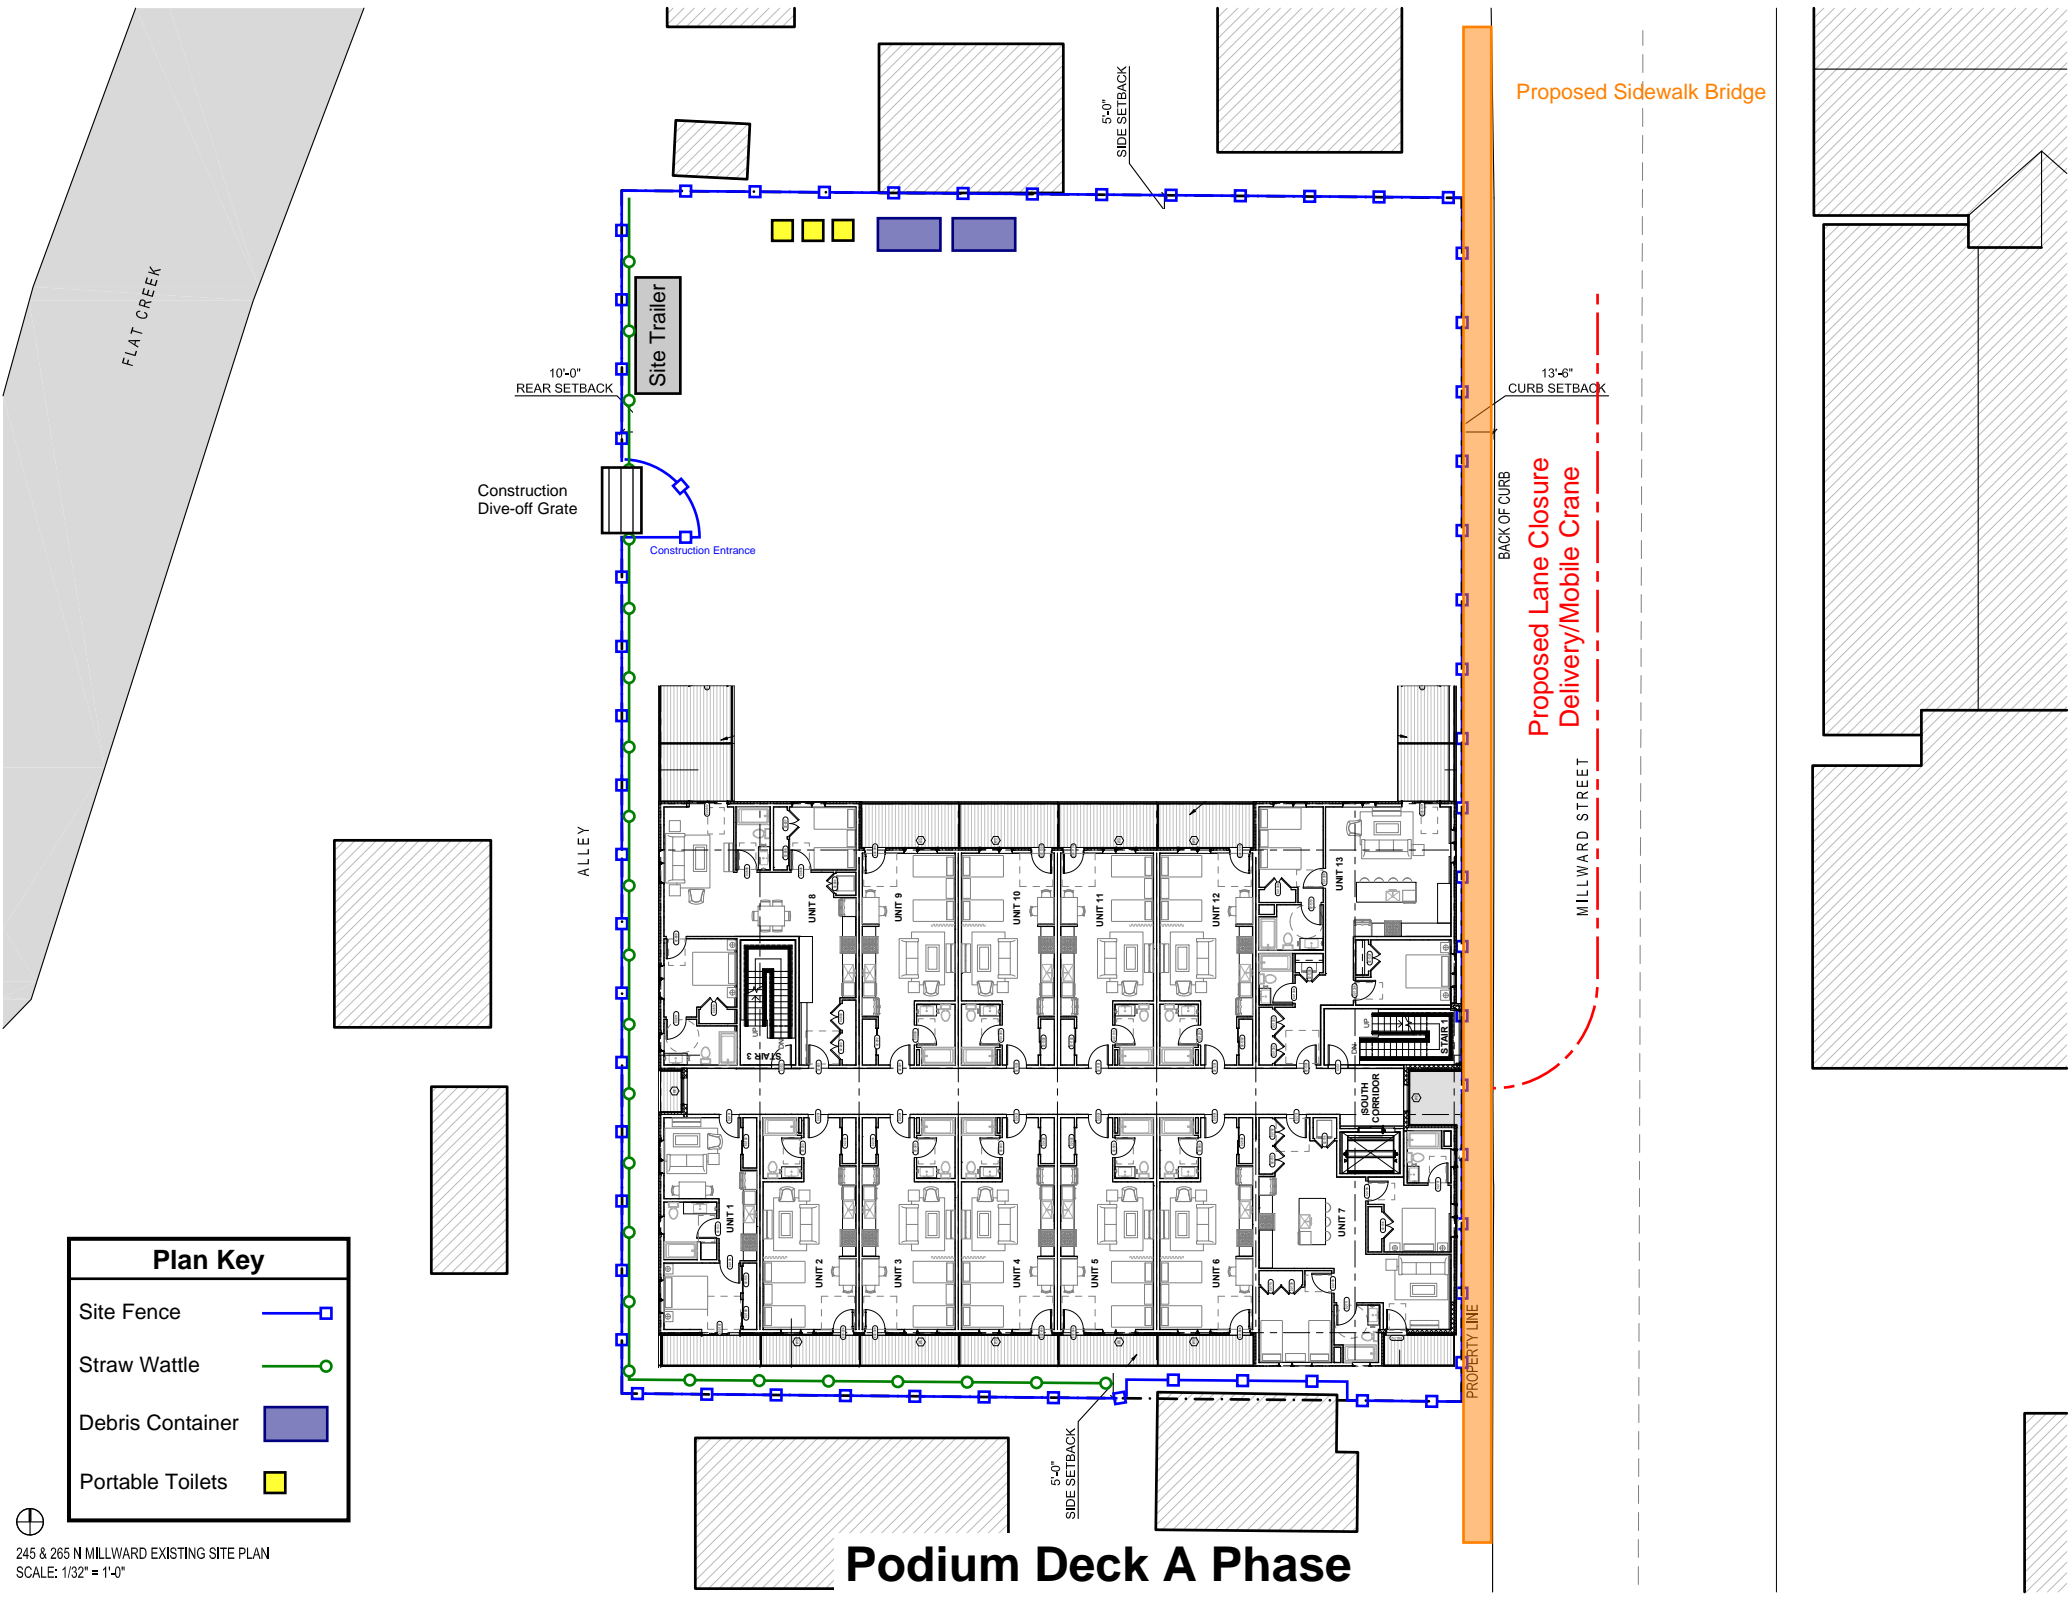 Proposed Sidewalk Bridge
5'-0"
SIDE SETBACK
FLAT CREEK
Site Trailer
10'-0"
REAR SETBACK
13'-6"
CURB SETBACK
Construction
Dive-off Grate
Construction Entrance
BACK OF CURB
Proposed Lane Closure
Delivery/Mobile Crane
MILLWARD STREET
ALLEY
UNIT 8
UNIT 9
UNIT 10
UNIT 11
UNIT 12
UNIT 13
UP
DN
STAIR 3
UP
DN
STAIR 1
SOUTH
CORRIDOR
UNIT 1
UNIT 2
UNIT 3
UNIT 4
UNIT 5
UNIT 6
UNIT 7
PROPERTY LINE
5'-0"
SIDE SETBACK
Plan Key
Site Fence
Straw Wattle
Debris Container
Portable Toilets
245 & 265 N MILLWARD EXISTING SITE PLAN
SCALE: 1/32" = 1'-0"
Podium Deck A Phase